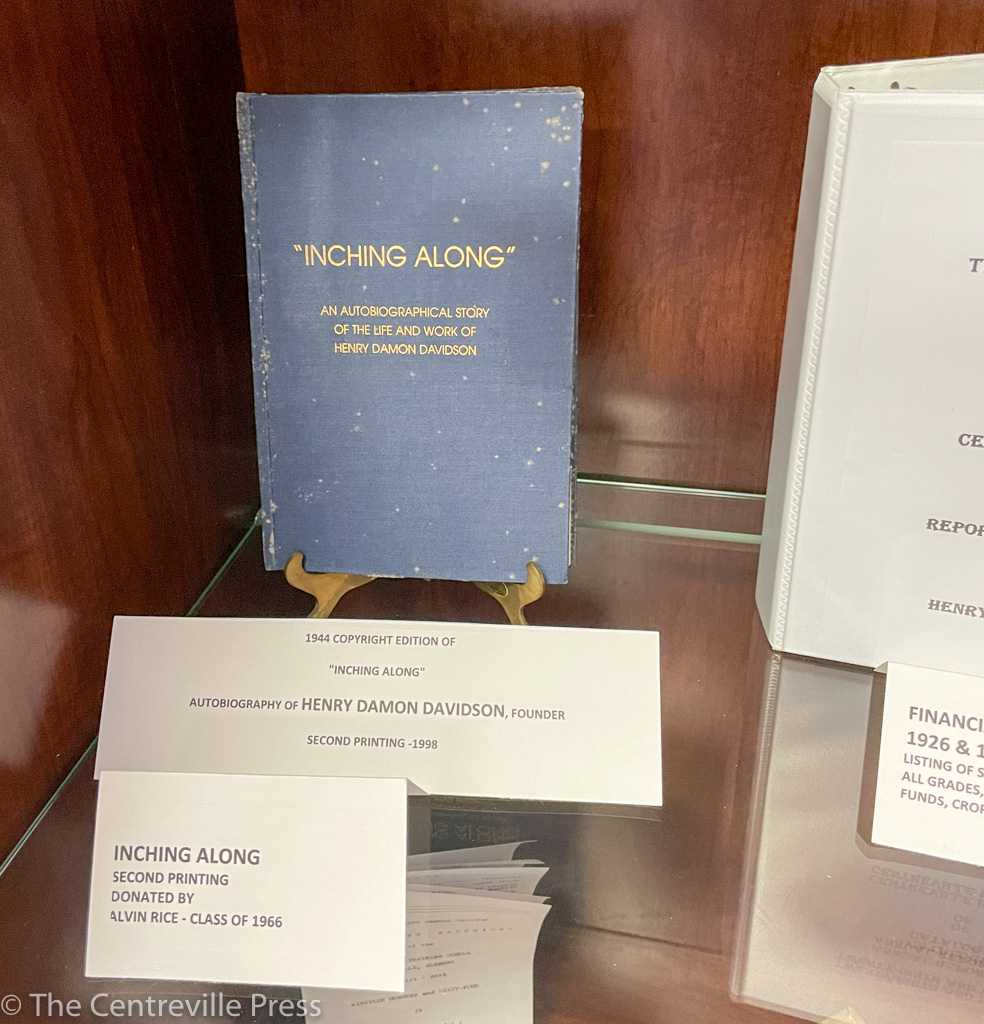 "INCHING ALONG"
AN AUTOBIOGRAPHICAL STORY
OF THE LIFE AND WORK OF
HENRY DAMON DAVIDSON
1944 COPYRIGHT EDITION OF
"INCHING ALONG"
AUTOBIOGRAPHY OF HENRY DAMON DAVIDSON, FOUNDER
SECOND PRINTING -1998
INCHING ALONG
SECOND PRINTING
DONATED BY
ALVIN RICE - CLASS OF 1966
HENRY
1926 &
LISTING OF
ALL GRADES,
FUNDS,
© The Centreville Press